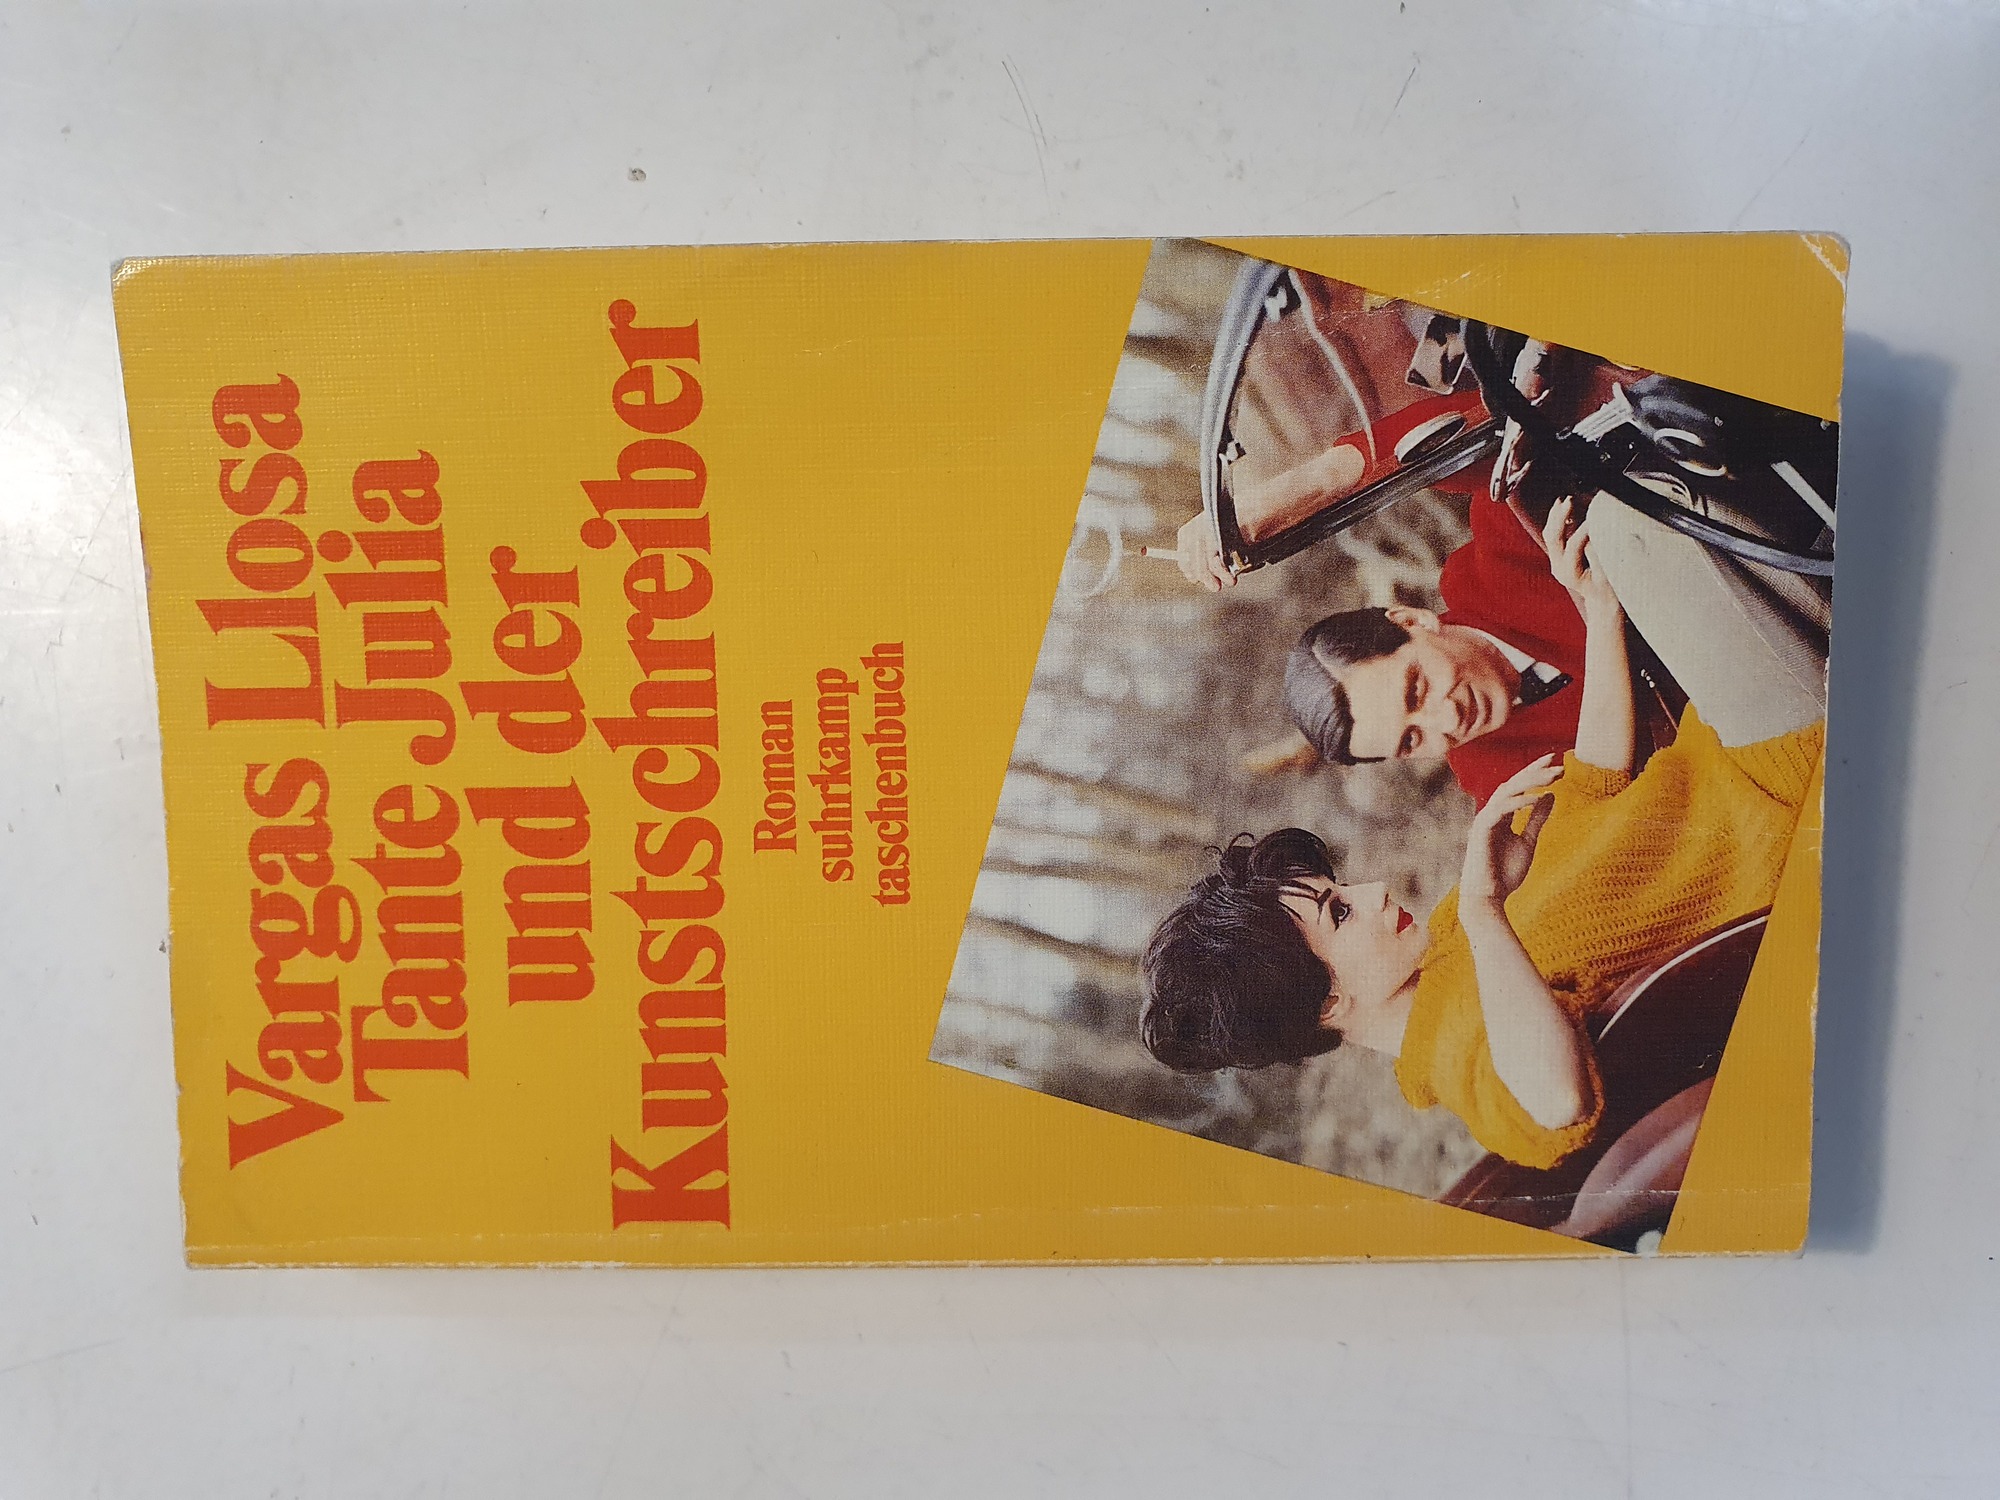 Vargas Llosa
Tante Julia
und der
Kunstschreiber
Roman
suhrkamp
taschenbuch